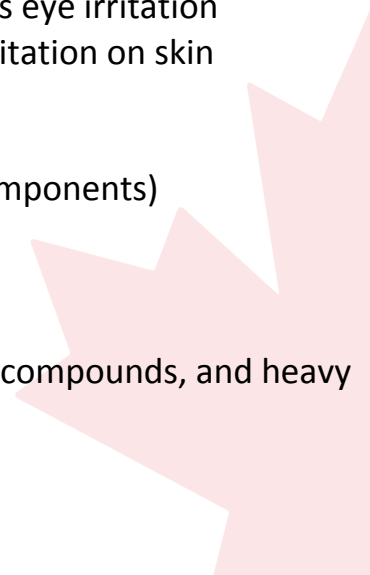 s eye irritation
itation on skin
mponents)
compounds, and heavy